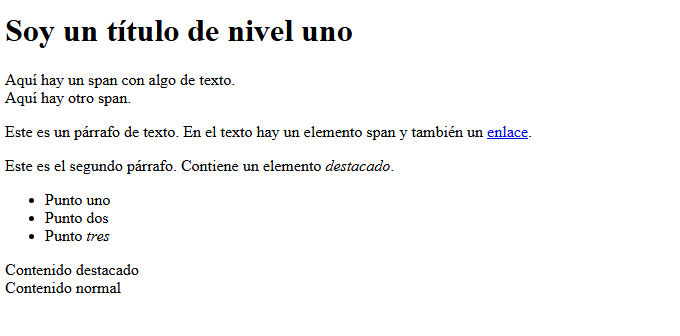 Soy un título de nivel uno
Aquí hay un span con algo de texto.
Aquí hay otro span.
Este es un párrafo de texto. En el texto hay un elemento span y también un enlace.
Este es el segundo párrafo. Contiene un elemento destacado.
• Punto uno
• Punto dos
• Punto tres
Contenido destacado
Contenido normal